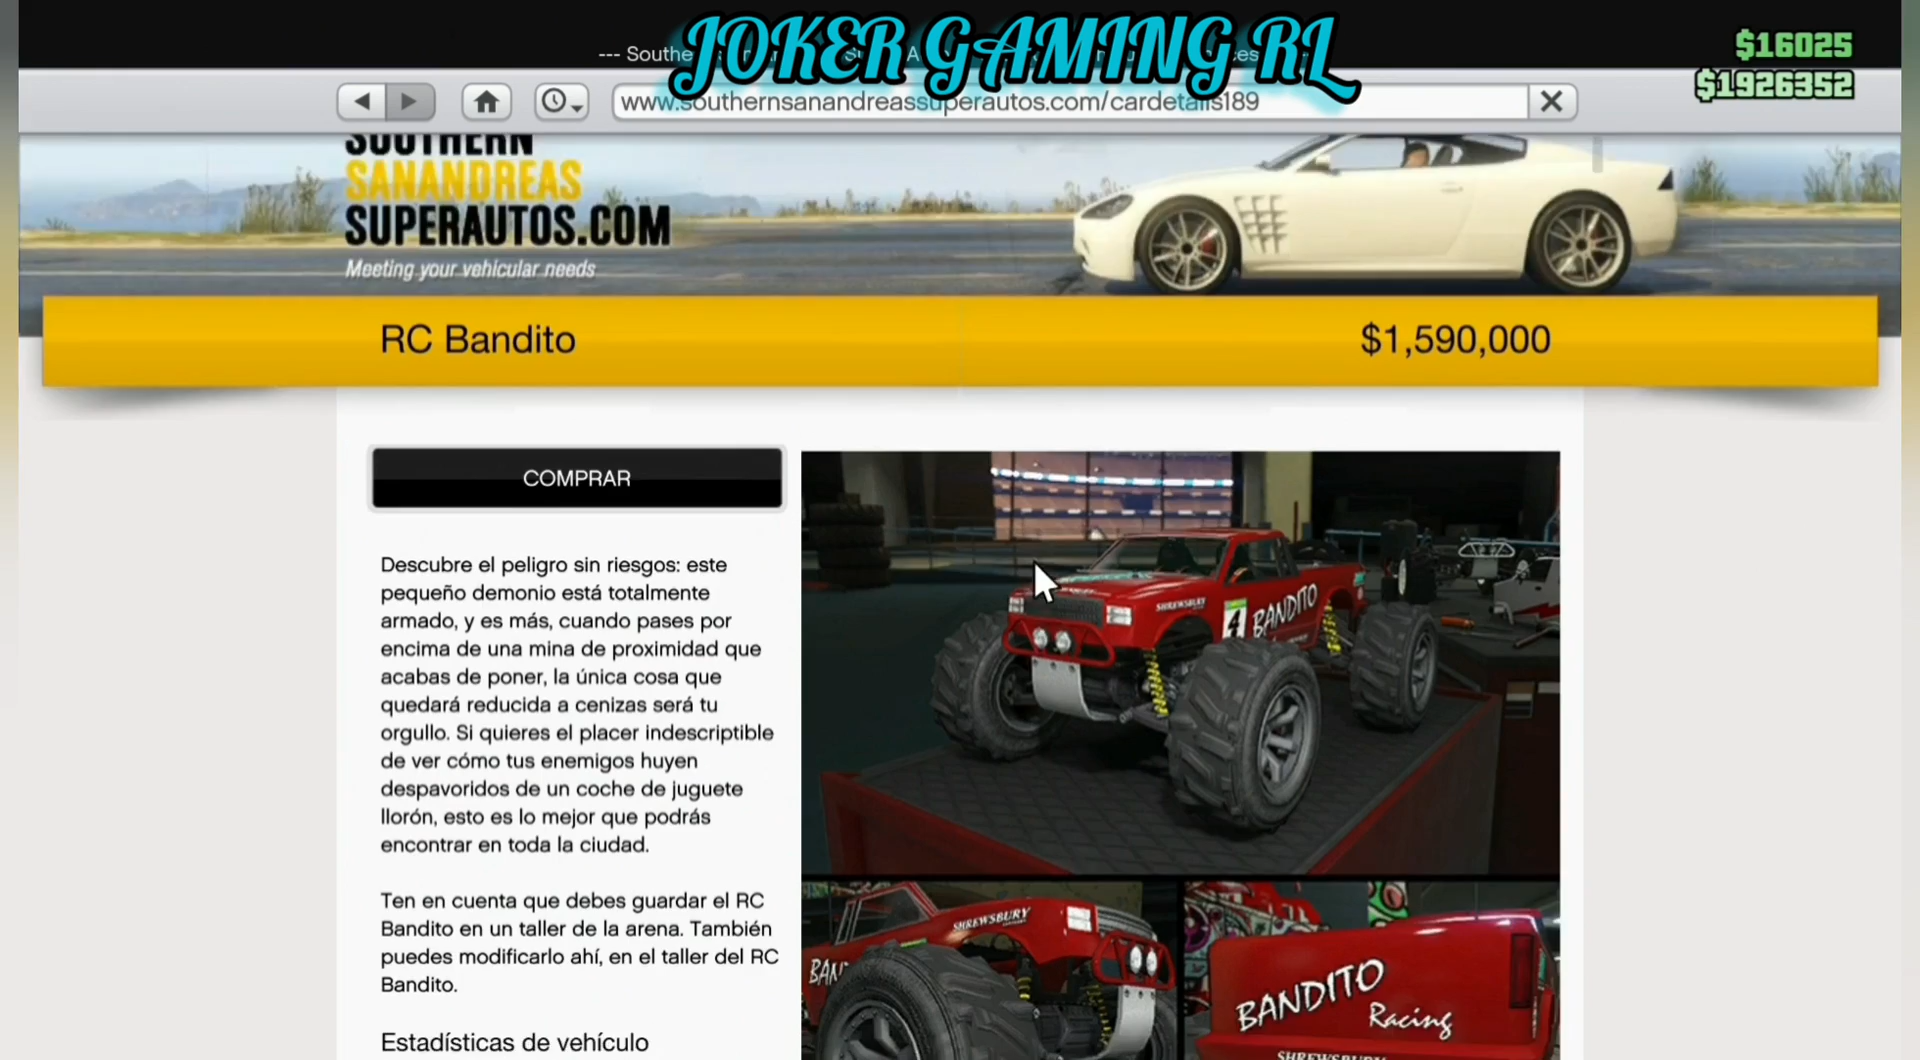 JOKER GAMING RL
$16025
$1926352
www.southernsanandreassuperautos.com/cardetails189
SOUTHERN
SANANDREAS
SUPERAUTOS.COM
Meeting your vehicular needs
RC Bandito
$1,590,000
COMPRAR
Descubre el peligro sin riesgos: este
pequeño demonio está totalmente
armado, y es más, cuando pases por
encima de una mina de proximidad que
acabas de poner, la única cosa que
quedará reducida a cenizas será tu
orgullo. Si quieres el placer indescriptible
de ver cómo tus enemigos huyen
despavoridos de un coche de juguete
llorón, esto es lo mejor que podrás
encontrar en toda la ciudad.
Ten en cuenta que debes guardar el RC
Bandito en un taller de la arena. También
puedes modificarlo ahí, en el taller del RC
Bandito.
Estadísticas de vehículo
SHREWSBURY
4
BANDITO
SHREWSBURY
BANDITO
Racing
SHREWSBURY